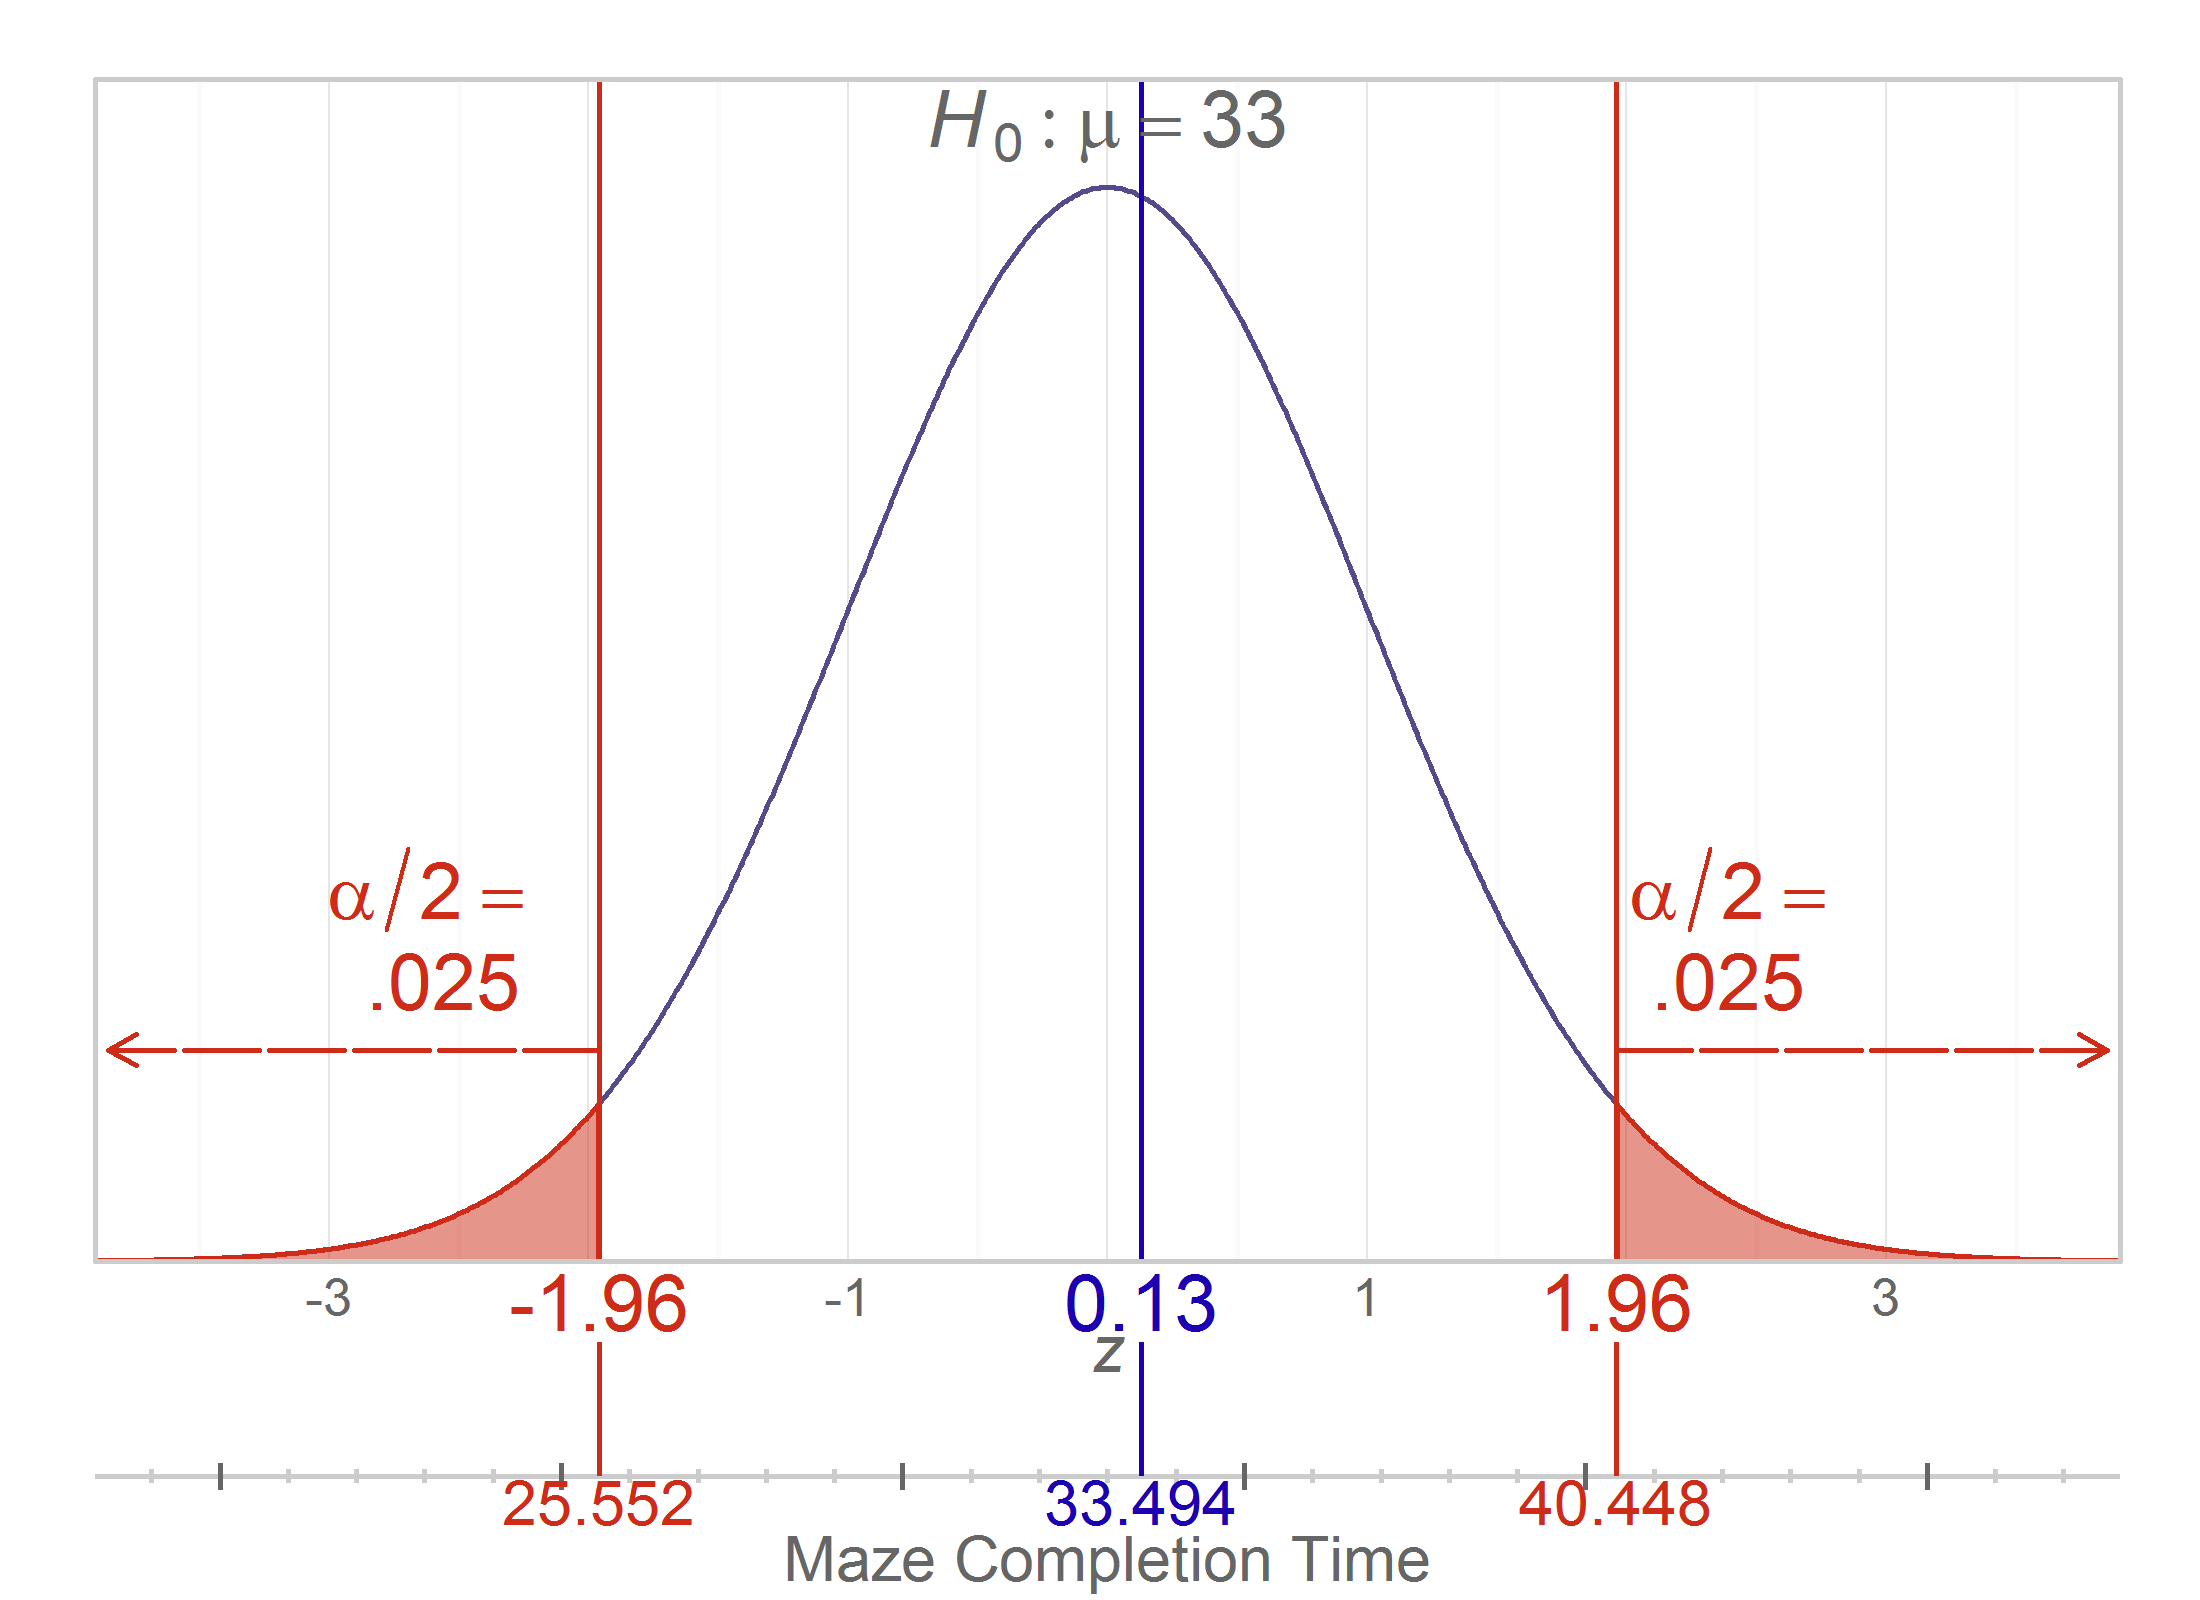 H0 : μ = 33
α/2 =
.025
α/2 =
.025
-3
-1.96
-1
0.13
1
1.96
3
z
25.552
33.494
40.448
Maze Completion Time